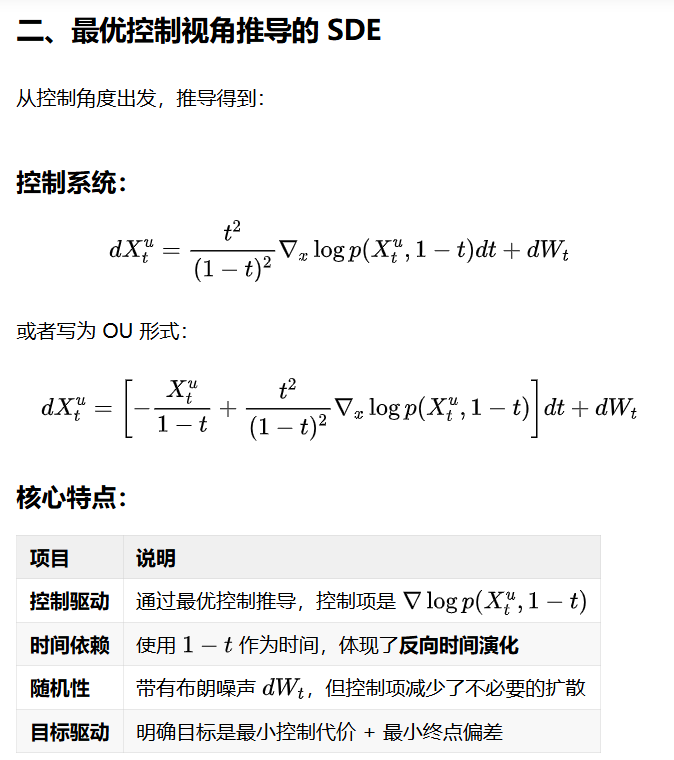 二、最优控制视角推导的 SDE
从控制角度出发，推导得到：
控制系统：
$dX_t^u = \frac{t^2}{(1-t)^2} \nabla_x \log p(X_t^u, 1-t)dt + dW_t$
或者写为 OU 形式：
$dX_t^u = \left[ -\frac{X_t^u}{1-t} + \frac{t^2}{(1-t)^2} \nabla_x \log p(X_t^u, 1-t) \right] dt + dW_t$
核心特点：
项目 说明
控制驱动 通过最优控制推导，控制项是 $\nabla \log p(X_t^u, 1-t)$
时间依赖 使用 $1-t$ 作为时间，体现了反向时间演化
随机性 带有布朗噪声 $dW_t$，但控制项减少了不必要的扩散
目标驱动 明确目标是最小控制代价 + 最小终点偏差